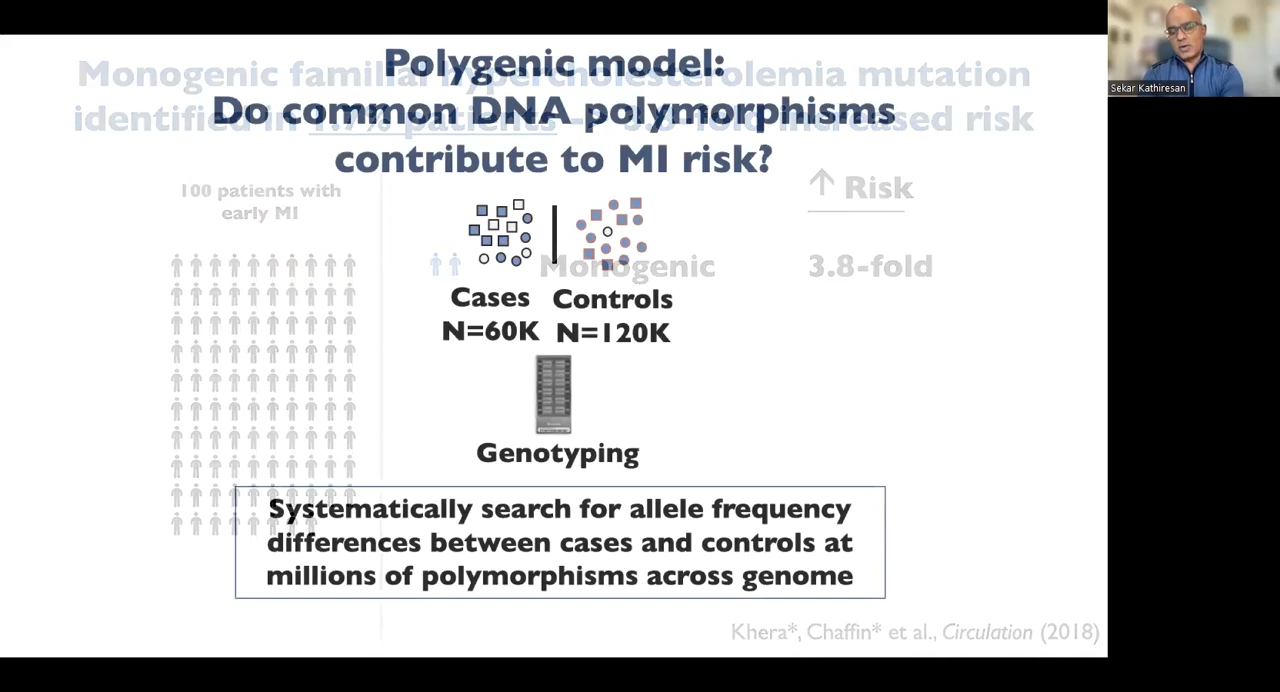 Polygenic model:
Do common DNA polymorphisms
contribute to MI risk?
Monogenic familial hypercholesterolemia mutation
identified in 1.7% patients – 3.8-fold increased risk
100 patients with
early MI
↑ Risk
Monogenic
3.8-fold
Cases
N=60K
Controls
N=120K
Genotyping
Systematically search for allele frequency
differences between cases and controls at
millions of polymorphisms across genome
Khera*, Chaffin* et al., Circulation (2018)
Sekar Kathiresan